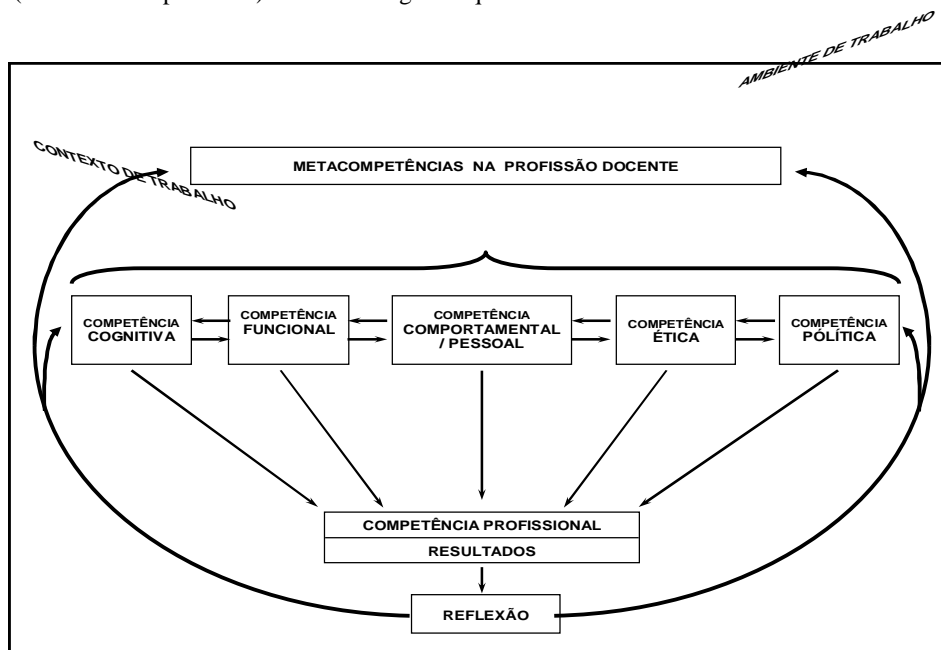 AMBIENTE DE TRABALHO
CONTEXTO DE TRABALHO
METACOMPETÊNCIAS NA PROFISSÃO DOCENTE
COMPETÊNCIA
COGNITIVA
COMPETÊNCIA
FUNCIONAL
COMPETÊNCIA
COMPORTAMENTAL
/ PESSOAL
COMPETÊNCIA
ÉTICA
COMPETÊNCIA
PÓLÍTICA
COMPETÊNCIA PROFISSIONAL
RESULTADOS
REFLEXÃO